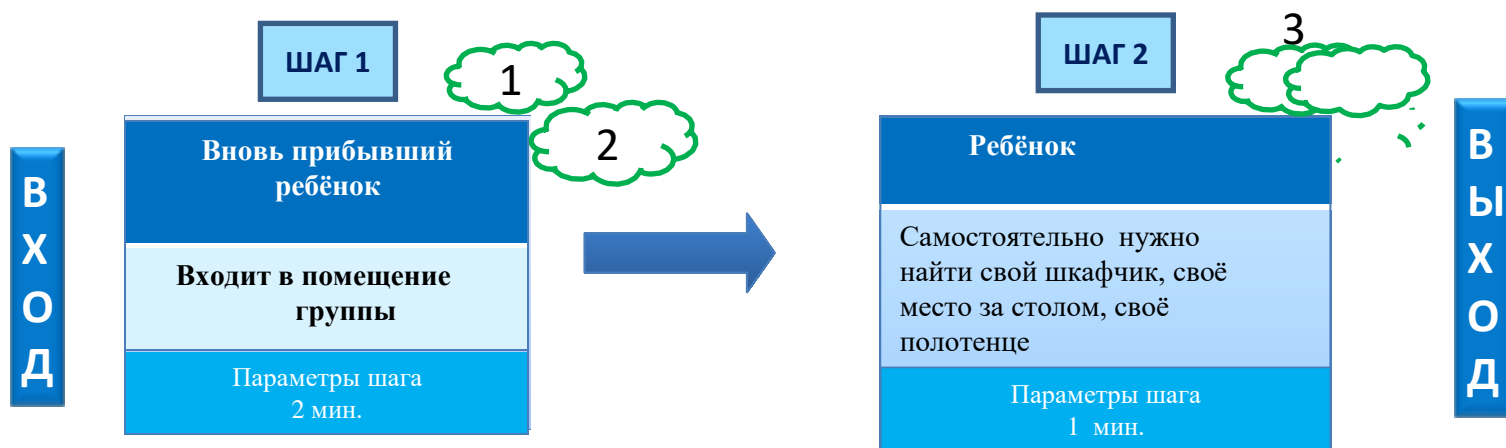 ВХОД
ШАГ 1
1
2
Вновь прибывший
ребёнок
Входит в помещение
группы
Параметры шага
2 мин.
ШАГ 2
3
Ребёнок
Самостоятельно нужно
найти свой шкафчик, своё
место за столом, своё
полотенце
Параметры шага
1 мин.
ВЫХОД